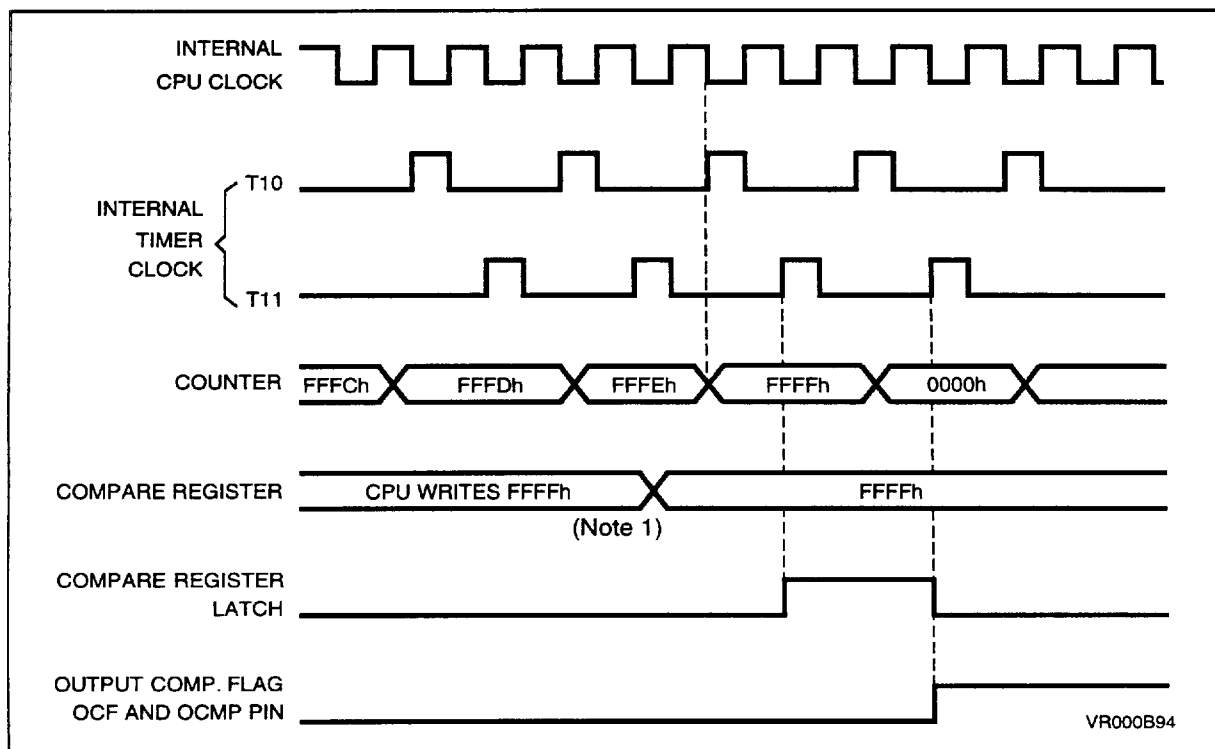 INTERNAL
CPU CLOCK
T10
INTERNAL
TIMER
CLOCK
T11
COUNTER
FFFCh
FFFDh
FFFEh
FFFFh
0000h
COMPARE REGISTER
CPU WRITES FFFFh
FFFFh
(Note 1)
COMPARE REGISTER
LATCH
OUTPUT COMP. FLAG
OCF AND OCMP PIN
VR000B94